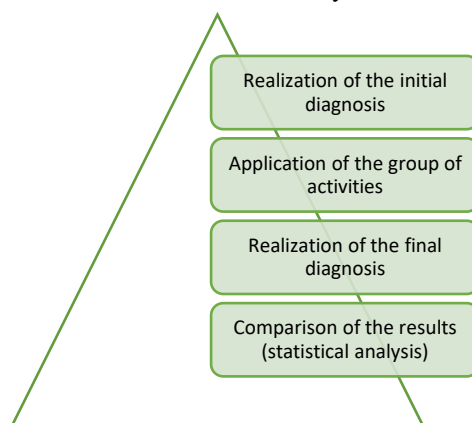 Realization of the initial
diagnosis
Application of the group of
activities
Realization of the final
diagnosis
Comparison of the results
(statistical analysis)